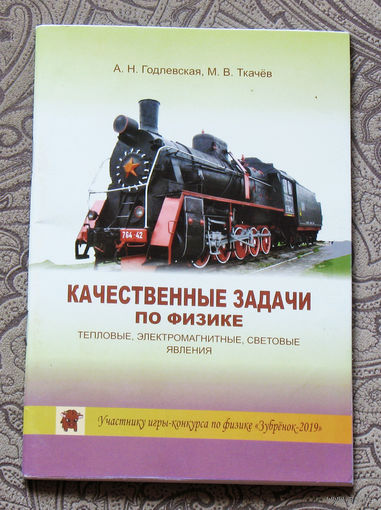 А. Н. Годлевская, М. В. Ткачёв
764-42
КАЧЕСТВЕННЫЕ ЗАДАЧИ
ПО ФИЗИКЕ
ТЕПЛОВЫЕ, ЭЛЕКТРОМАГНИТНЫЕ, СВЕТОВЫЕ
ЯВЛЕНИЯ
Участнику игры-конкурса по физике «Зубрёнок-2019»